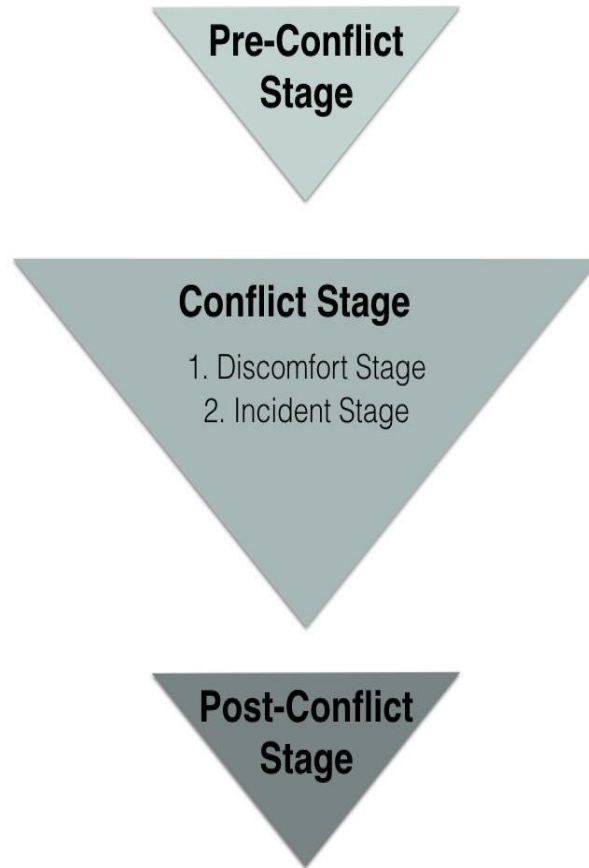 Pre-Conflict
Stage
Conflict Stage
1. Discomfort Stage
2. Incident Stage
Post-Conflict
Stage